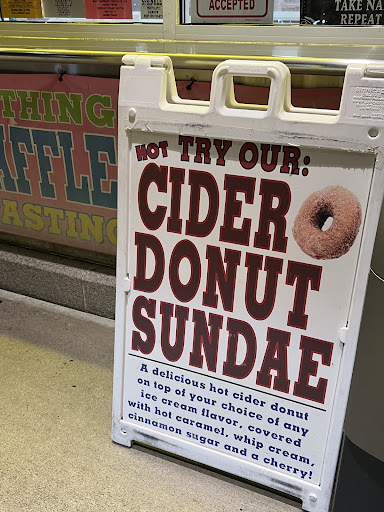 ACCEPTED
TAKE NA
REPEAT
THING
AFFLE
ASTING
HOT TRY OUR:
CIDER
DONUT
SUNDAE
A delicious hot cider donut
on top of your choice of any
ice cream flavor, covered
with hot caramel, whip cream,
cinnamon sugar and a cherry!